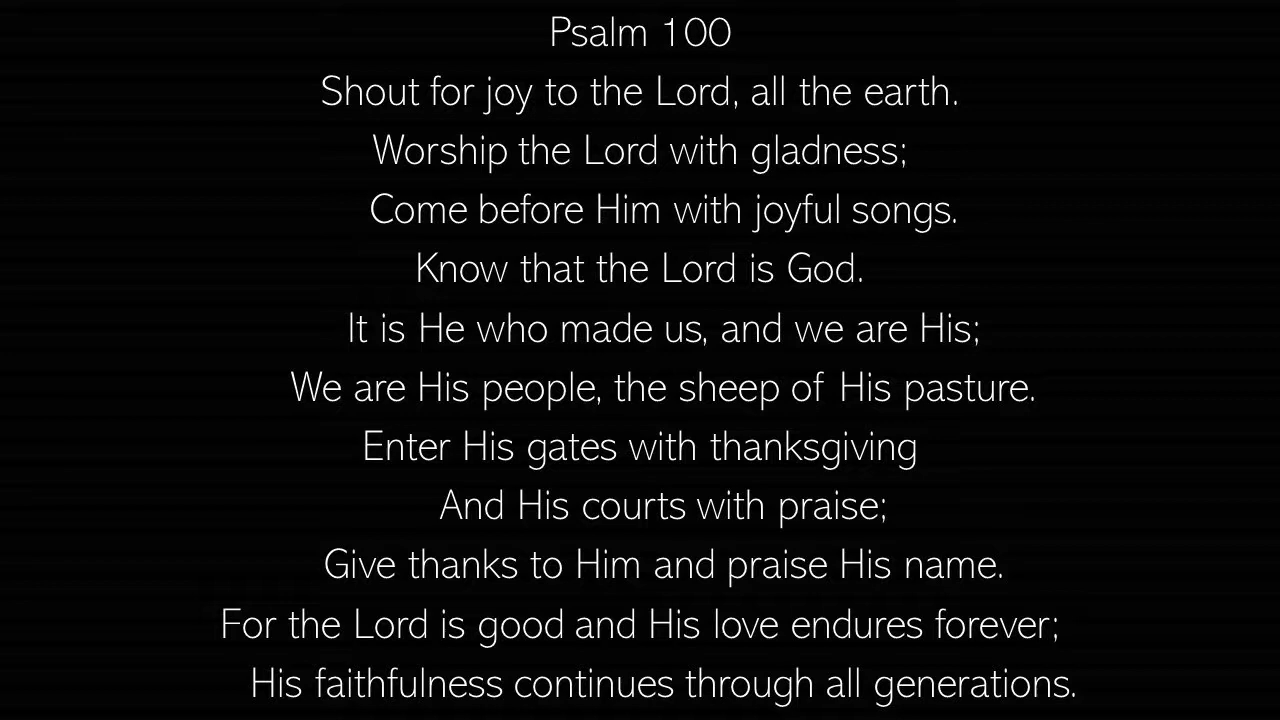 Psalm 100
Shout for joy to the Lord, all the earth.
Worship the Lord with gladness;
Come before Him with joyful songs.
Know that the Lord is God.
It is He who made us, and we are His;
We are His people, the sheep of His pasture.
Enter His gates with thanksgiving
And His courts with praise;
Give thanks to Him and praise His name.
For the Lord is good and His love endures forever;
His faithfulness continues through all generations.